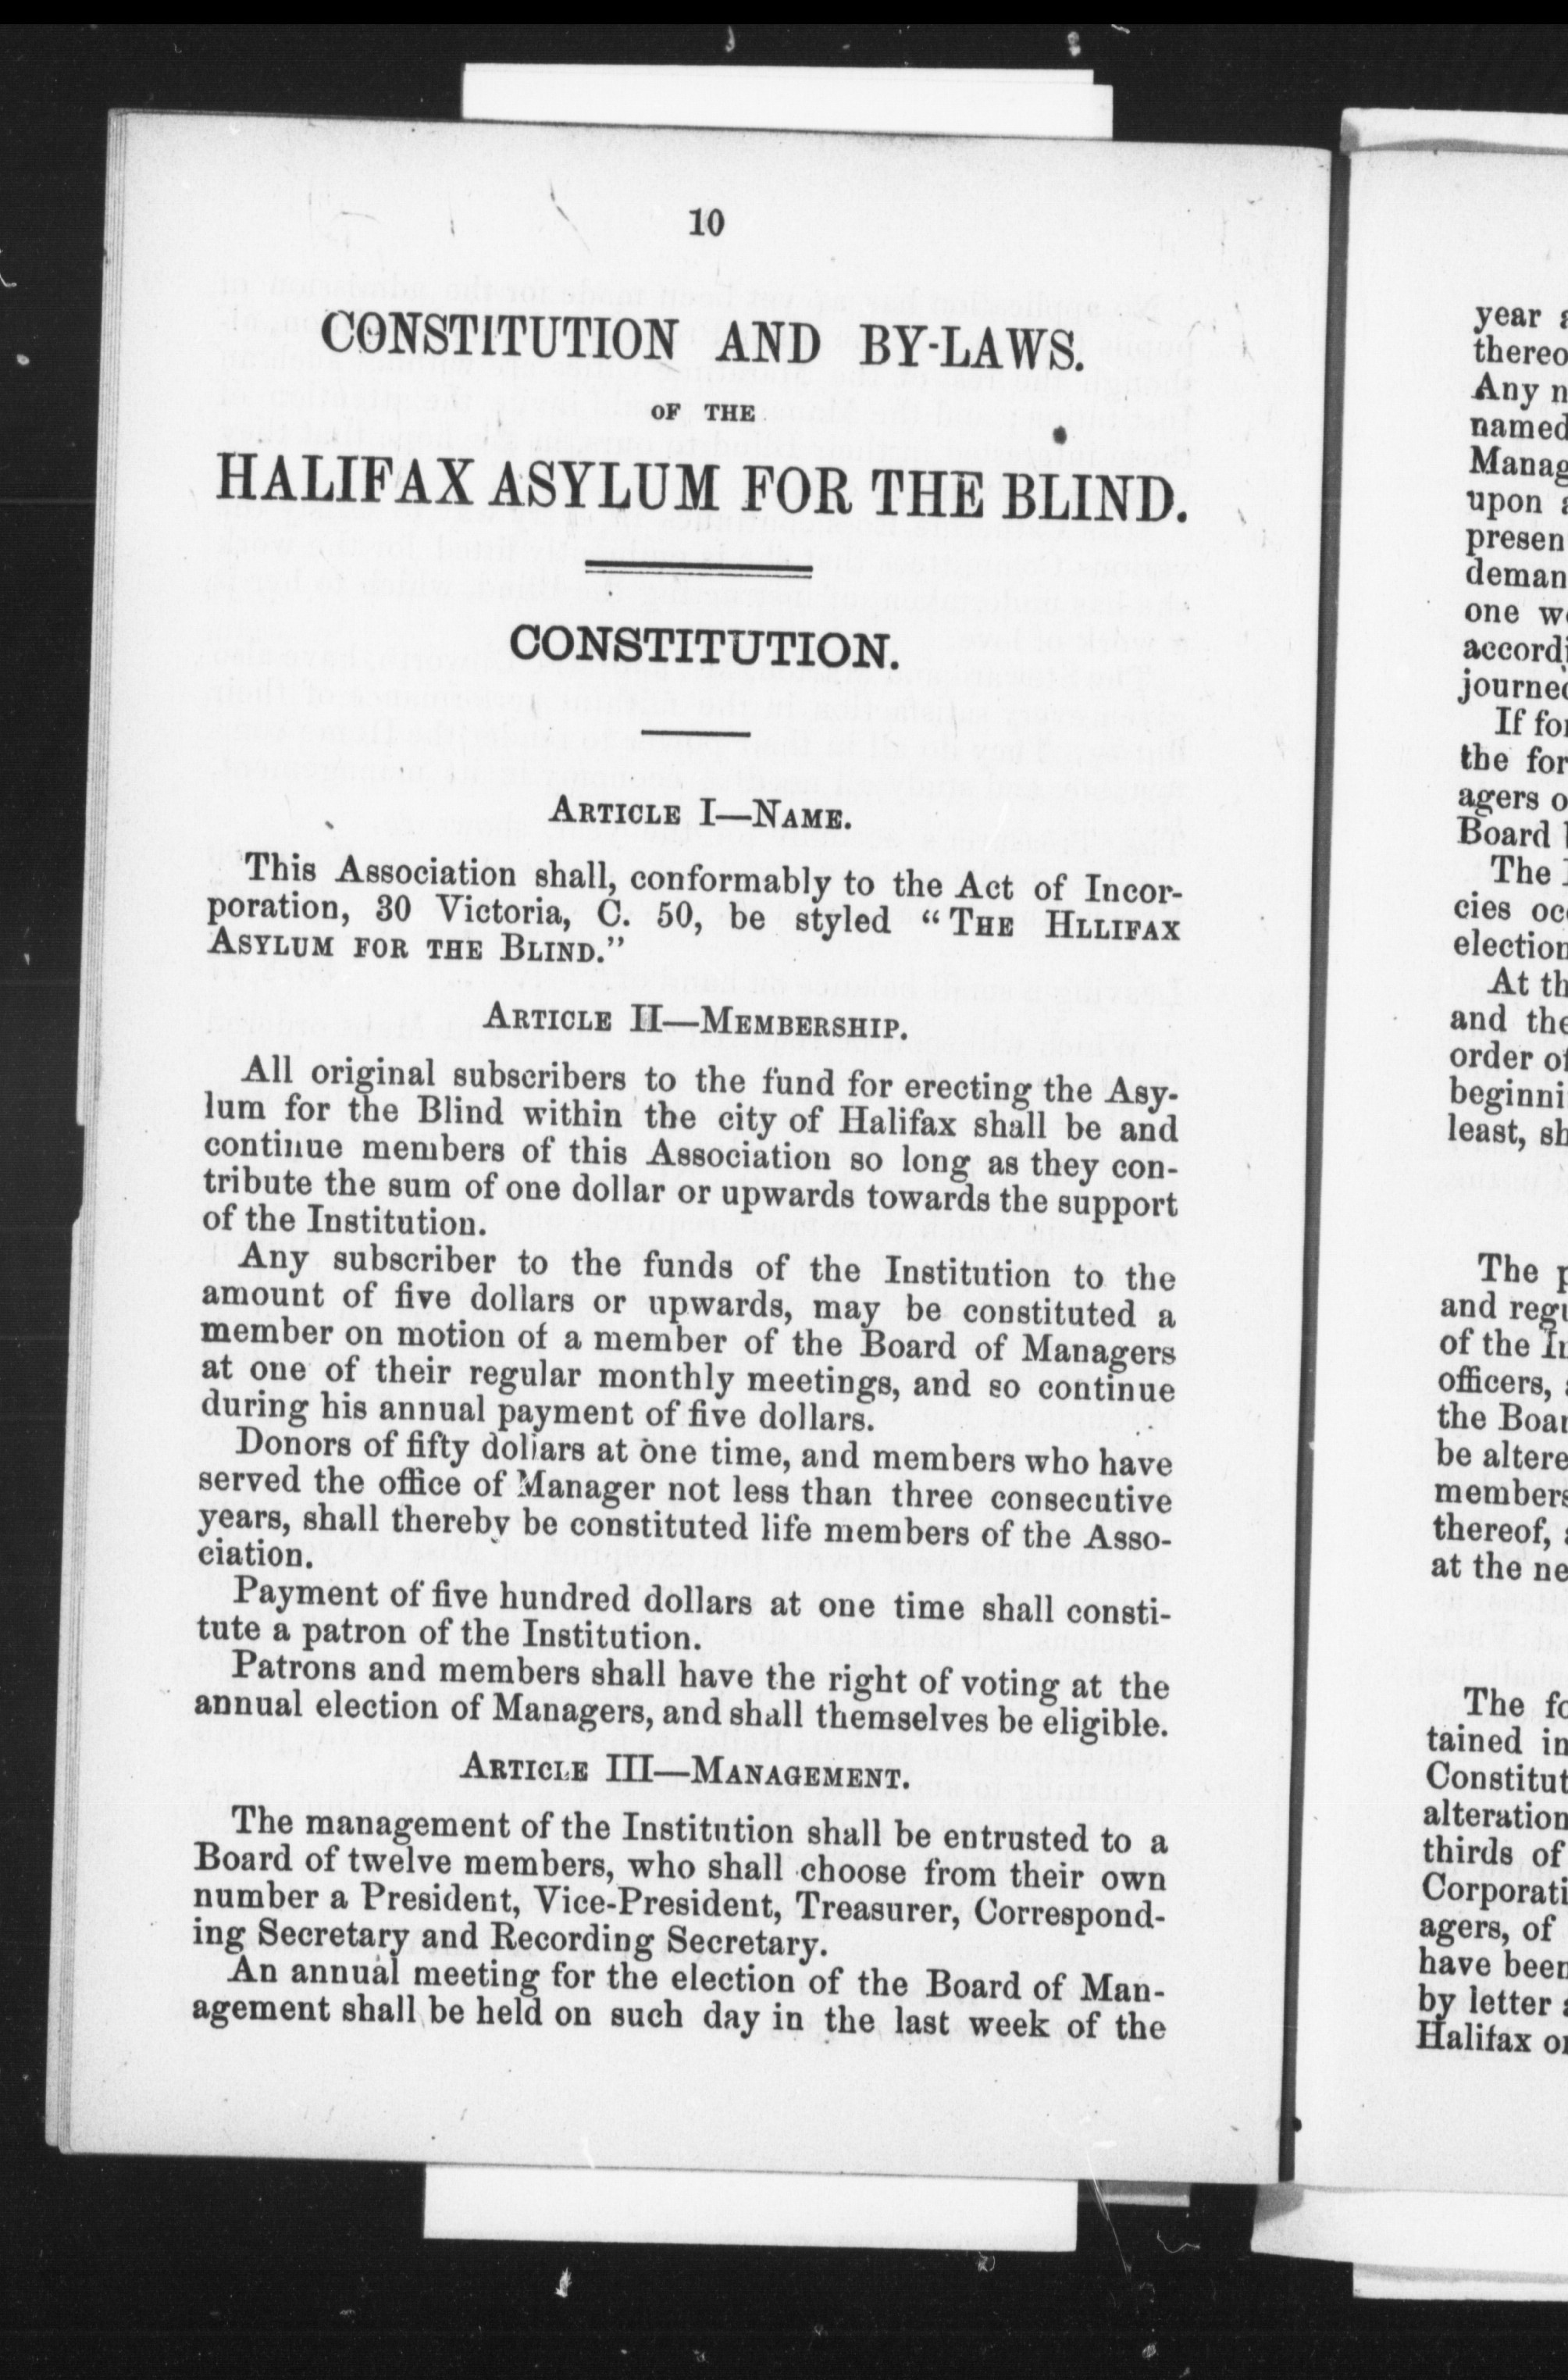 10
CONSTITUTION AND BY-LAWS.
OF THE
HALIFAX ASYLUM FOR THE BLIND.
CONSTITUTION.
ARTICLE I—NAME.
This Association shall, conformably to the Act of Incor-
poration, 30 Victoria, C. 50, be styled “THE HLLIFAX
ASYLUM FOR THE BLIND.”
ARTICLE II—MEMBERSHIP.
All original subscribers to the fund for erecting the Asy-
lum for the Blind within the city of Halifax shall be and
continue members of this Association so long as they con-
tribute the sum of one dollar or upwards towards the support
of the Institution.
Any subscriber to the funds of the Institution to the
amount of five dollars or upwards, may be constituted a
member on motion of a member of the Board of Managers
at one of their regular monthly meetings, and so continue
during his annual payment of five dollars.
Donors of fifty dollars at one time, and members who have
served the office of Manager not less than three consecutive
years, shall thereby be constituted life members of the Asso-
ciation.
Payment of five hundred dollars at one time shall consti-
tute a patron of the Institution.
Patrons and members shall have the right of voting at the
annual election of Managers, and shall themselves be eligible.
ARTICLE III—MANAGEMENT.
The management of the Institution shall be entrusted to a
Board of twelve members, who shall choose from their own
number a President, Vice-President, Treasurer, Correspond-
ing Secretary and Recording Secretary.
An annual meeting for the election of the Board of Man-
agement shall be held on such day in the last week of the
year
thereo
Any n
named
Manag
upon
presen
deman
one
accordi
journed
If for
the for
agers o
Board
The
cies
election
At th
and the
order of
beginni
least, sh
The
and regu
of the
officers,
the Boar
be altere
members
thereof,
at the ne
The fo
tained in
Constitut
alteration
thirds of
Corporati
agers, of
have been
by letter
Halifax or